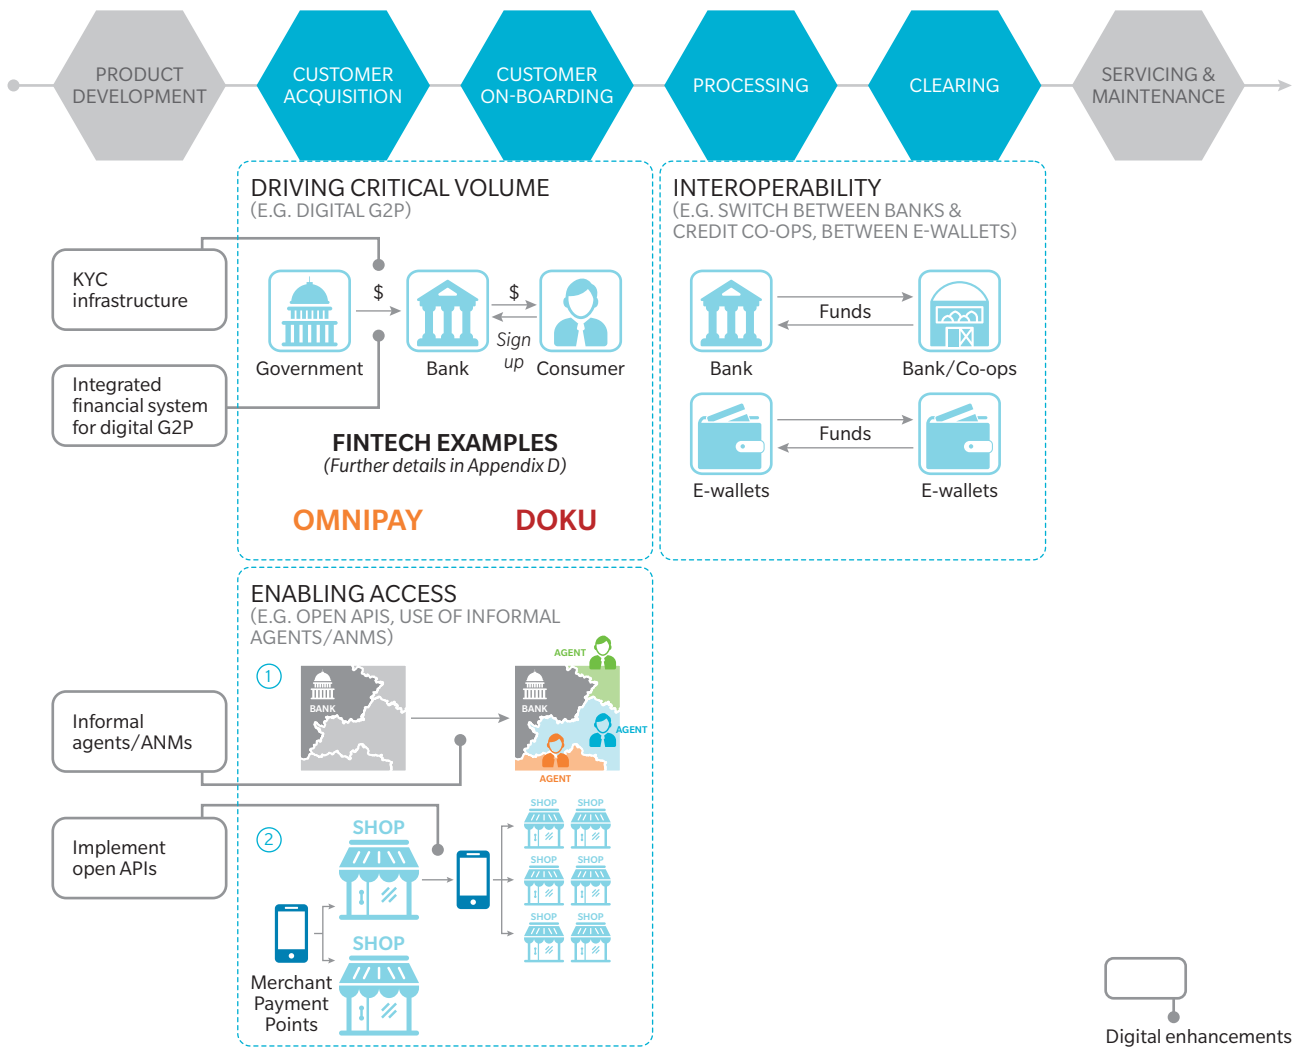 PRODUCT
DEVELOPMENT
CUSTOMER
ACQUISITION
CUSTOMER
ON-BOARDING
PROCESSING
CLEARING
SERVICING &
MAINTENANCE
DRIVING CRITICAL VOLUME
(E.G. DIGITAL G2P)
KYC
infrastructure
Integrated
financial system
for digital G2P
$
$
Sign
up
Government
Bank
Consumer
FINTECH EXAMPLES
(Further details in Appendix D)
OMNIPAY
DOKU
INTEROPERABILITY
(E.G. SWITCH BETWEEN BANKS &
CREDIT CO-OPS, BETWEEN E-WALLETS)
Funds
Bank
Bank/Co-ops
Funds
E-wallets
E-wallets
ENABLING ACCESS
(E.G. OPEN APIS, USE OF INFORMAL
AGENTS/ANMS)
Informal
agents/ANMs
Implement
open APIs
1
BANK
BANK
AGENT
AGENT
AGENT
2
SHOP
SHOP
Merchant
Payment
Points
SHOP
SHOP
SHOP
SHOP
SHOP
SHOP
Digital enhancements